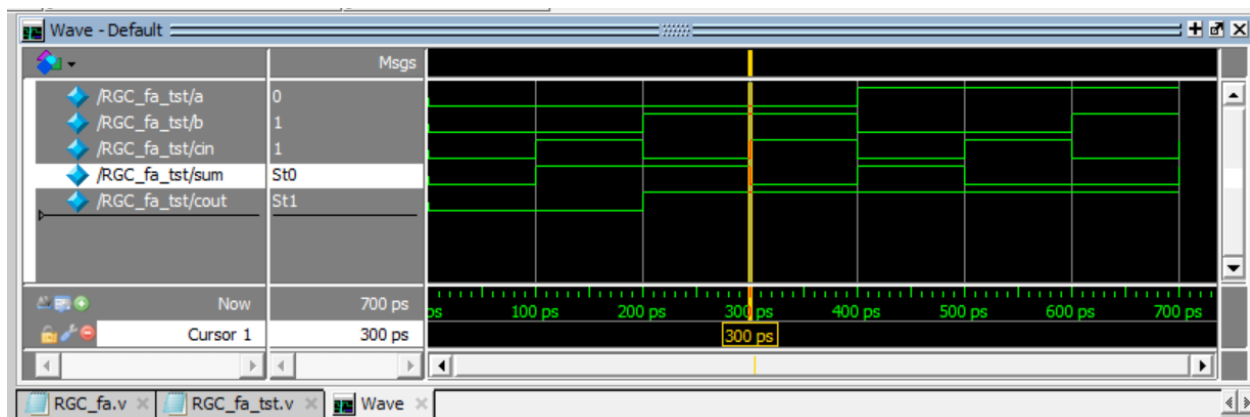 Wave - Default
Msgs
/RGC_fa_tst/a 0
/RGC_fa_tst/b 1
/RGC_fa_tst/cin 1
/RGC_fa_tst/sum St0
/RGC_fa_tst/cout St1
Now 700 ps ps 100 ps 200 ps 300 ps 400 ps 500 ps 600 ps 700 ps
Cursor 1 300 ps 300 ps
RGC_fa.v RGC_fa_tst.v Wave